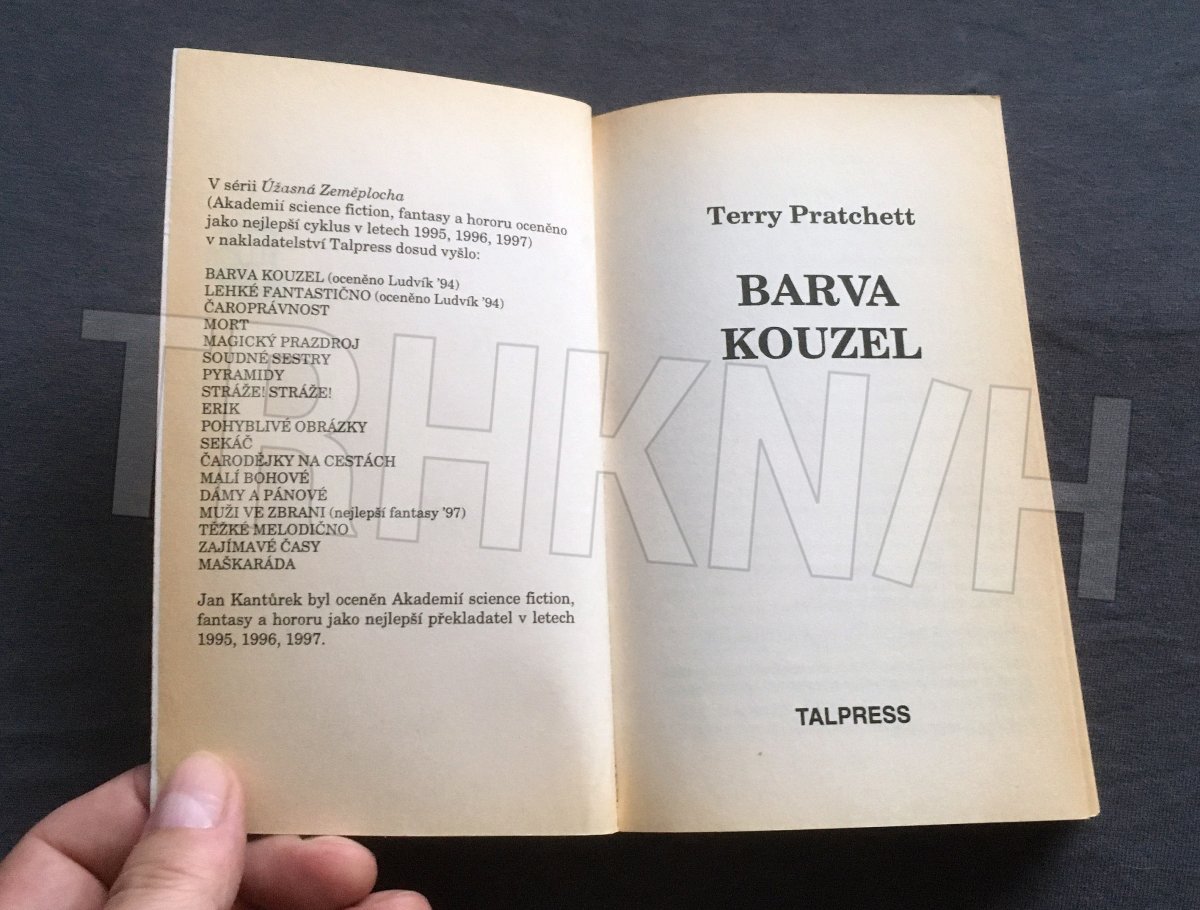 V sérii Úžasná Zeměplocha
(Akademií science fiction, fantasy a hororu oceněno
jako nejlepší cyklus v letech 1995, 1996, 1997)
v nakladatelství Talpress dosud vyšlo:
BARVA KOUZEL (oceněno Ludvík '94)
LEHKÉ FANTASTIČNO (oceněno Ludvík '94)
ČAROPRÁVNOST
MORT
MAGICKÝ PRAZDROJ
SOUDNÉ SESTRY
PYRAMIDY
STRÁŽE! STRÁŽE!
ERIK
POHYBLIVÉ OBRÁZKY
SEKÁČ
ČARODĚJKY NA CESTÁCH
MALÍ BOHOVÉ
DÁMY A PÁNOVÉ
MUŽI VE ZBRANI (nejlepší fantasy '97)
TĚŽKÉ MELODIČNO
ZAJÍMAVÉ ČASY
MAŠKARÁDA
Jan Kantůrek byl oceněn Akademií science fiction,
fantasy a hororu jako nejlepší překladatel v letech
1995, 1996, 1997.
Terry Pratchett
BARVA
KOUZEL
TALPRESS
TRHKN/H